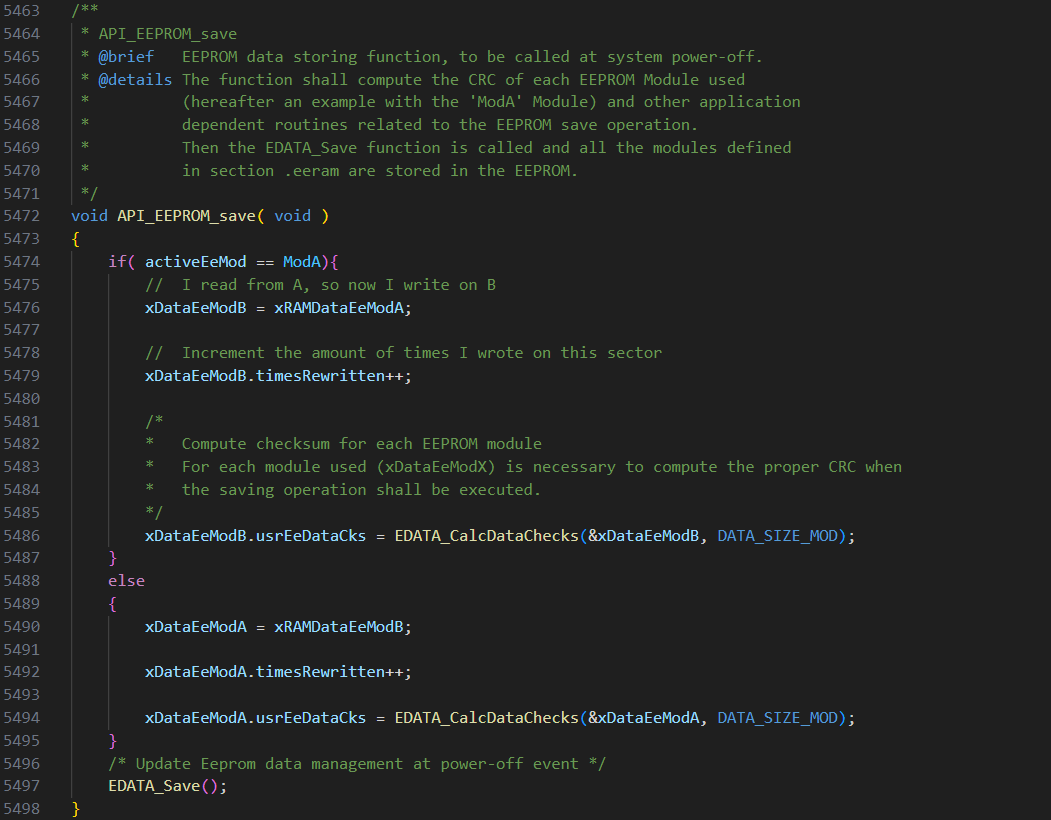 5463 /**
5464  * API_EEPROM_save
5465  * @brief   EEPROM data storing function, to be called at system power-off.
5466  * @details The function shall compute the CRC of each EEPROM Module used
5467  *          (hereafter an example with the 'ModA' Module) and other application
5468  *          dependent routines related to the EEPROM save operation.
5469  *          Then the EDATA_Save function is called and all the modules defined
5470  *          in section .eeram are stored in the EEPROM.
5471  */
5472 void API_EEPROM_save( void )
5473 {
5474     if( activeEeMod == ModA){
5475         //  I read from A, so now I write on B
5476         xDataEeModB = xRAMDataEeModA;
5477
5478         //  Increment the amount of times I wrote on this sector
5479         xDataEeModB.timesRewritten++;
5480
5481         /*
5482         *   Compute checksum for each EEPROM module
5483         *   For each module used (xDataEeModX) is necessary to compute the proper CRC when
5484         *   the saving operation shall be executed.
5485         */
5486         xDataEeModB.usrEeDataCks = EDATA_CalcDataChecks(&xDataEeModB, DATA_SIZE_MOD);
5487     }
5488     else
5489     {
5490         xDataEeModA = xRAMDataEeModB;
5491
5492         xDataEeModA.timesRewritten++;
5493
5494         xDataEeModA.usrEeDataCks = EDATA_CalcDataChecks(&xDataEeModA, DATA_SIZE_MOD);
5495     }
5496     /* Update Eeprom data management at power-off event */
5497     EDATA_Save();
5498 }